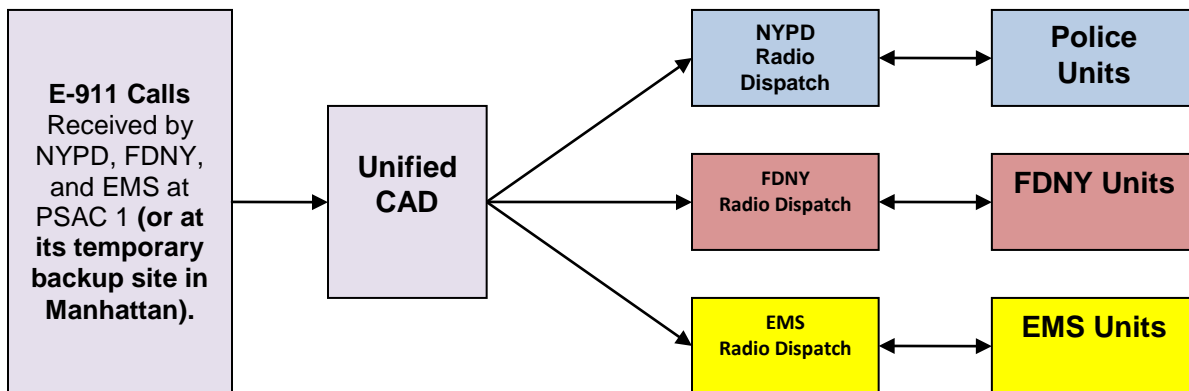 E-911 Calls
Received by
NYPD, FDNY,
and EMS at
PSAC 1 (or at
its temporary
backup site in
Manhattan).
Unified
CAD
NYPD
Radio
Dispatch
Police
Units
FDNY
Radio Dispatch
FDNY Units
EMS
Radio Dispatch
EMS Units